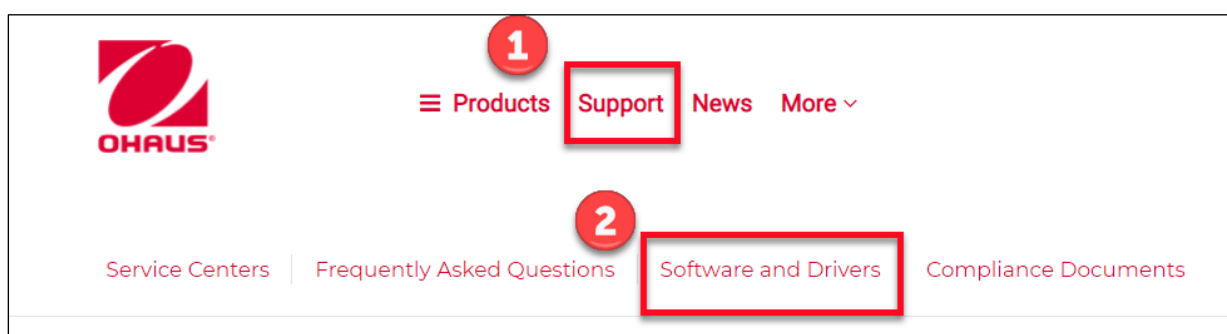 1
OHAUS®
☰ Products Support News More
2
Service Centers Frequently Asked Questions Software and Drivers Compliance Documents